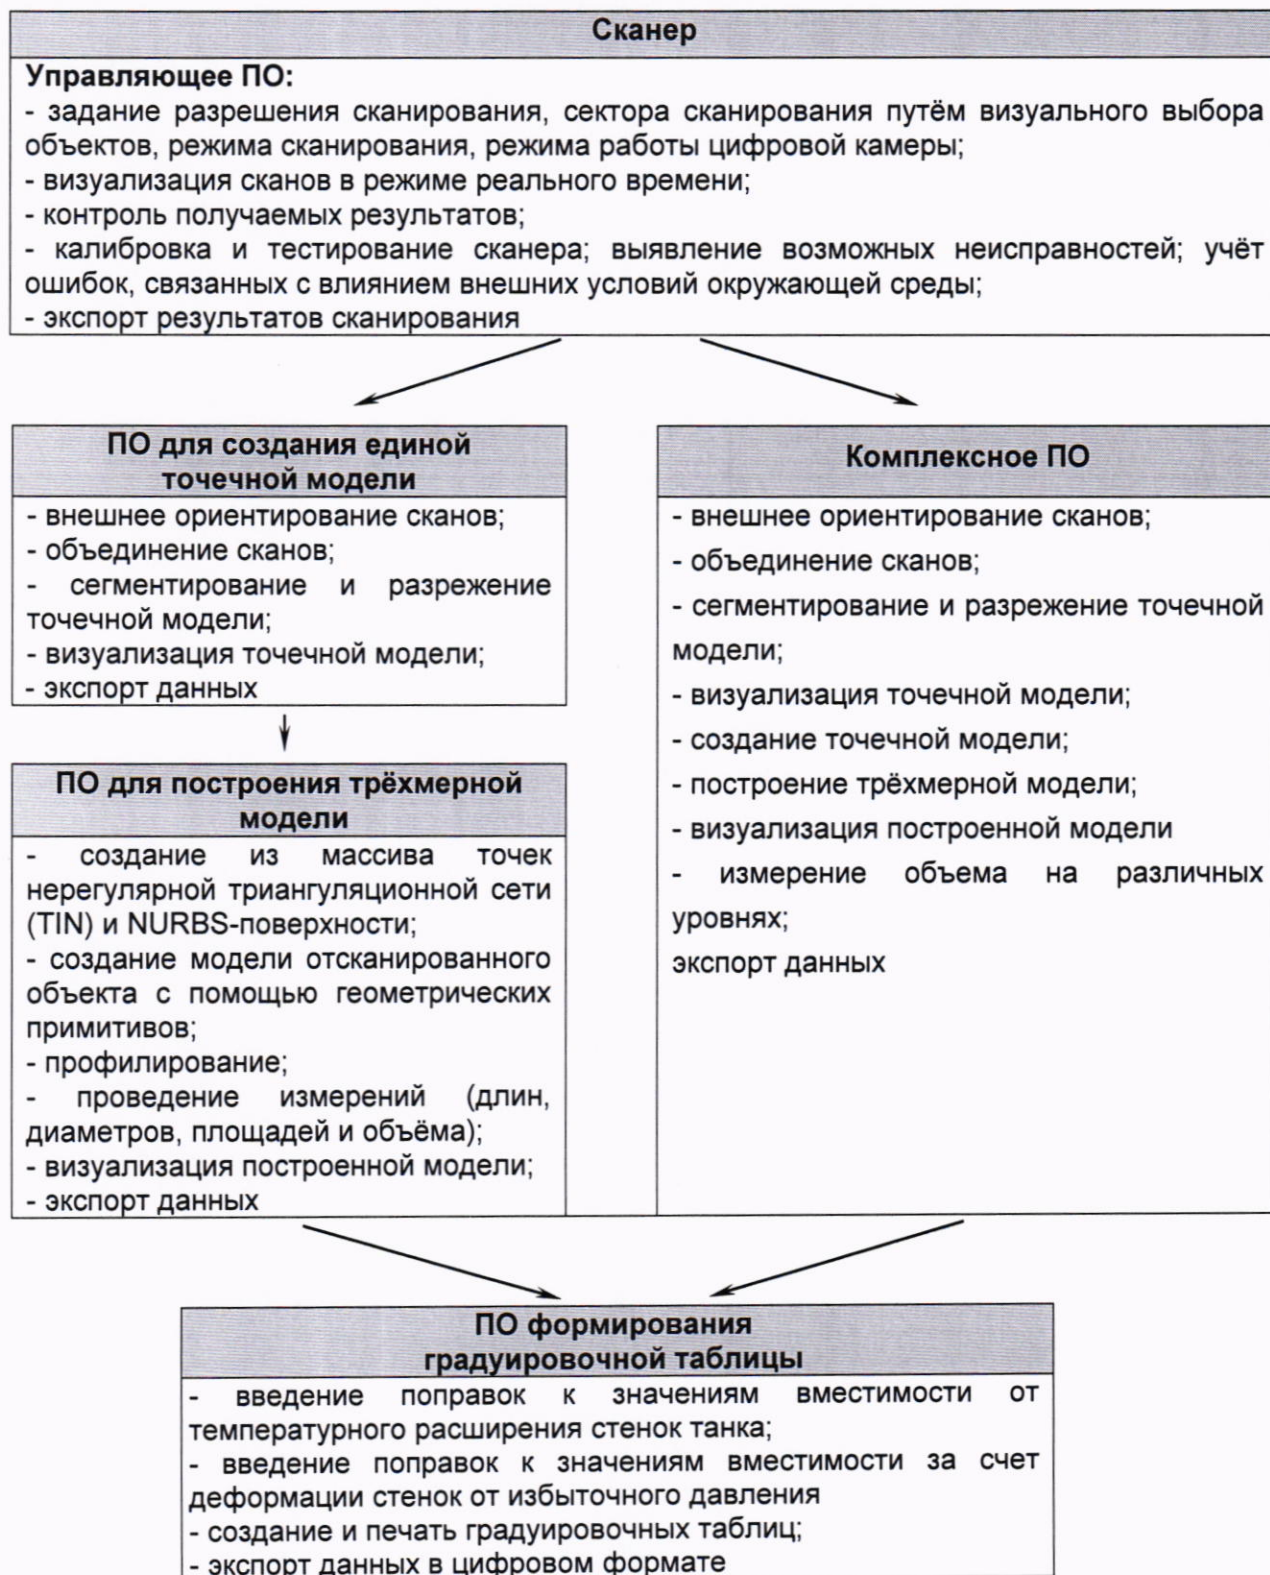 Сканер
Управляющее ПО:
- задание разрешения сканирования, сектора сканирования путём визуального выбора
объектов, режима сканирования, режима работы цифровой камеры;
- визуализация сканов в режиме реального времени;
- контроль получаемых результатов;
- калибровка и тестирование сканера; выявление возможных неисправностей; учёт
ошибок, связанных с влиянием внешних условий окружающей среды;
- экспорт результатов сканирования
ПО для создания единой
точечной модели
- внешнее ориентирование сканов;
- объединение сканов;
- сегментирование и разрежение
точечной модели;
- визуализация точечной модели;
- экспорт данных
ПО для построения трёхмерной
модели
- создание из массива точек
нерегулярной триангуляционной сети
(TIN) и NURBS-поверхности;
- создание модели отсканированного
объекта с помощью геометрических
примитивов;
- профилирование;
- проведение измерений (длин,
диаметров, площадей и объёма);
- визуализация построенной модели;
- экспорт данных
Комплексное ПО
- внешнее ориентирование сканов;
- объединение сканов;
- сегментирование и разрежение точечной
модели;
- визуализация точечной модели;
- создание точечной модели;
- построение трёхмерной модели;
- визуализация построенной модели
- измерение объема на различных
уровнях;
экспорт данных
ПО формирования
градуировочной таблицы
- введение поправок к значениям вместимости от
температурного расширения стенок танка;
- введение поправок к значениям вместимости за счет
деформации стенок от избыточного давления
- создание и печать градуировочных таблиц;
- экспорт данных в цифровом формате